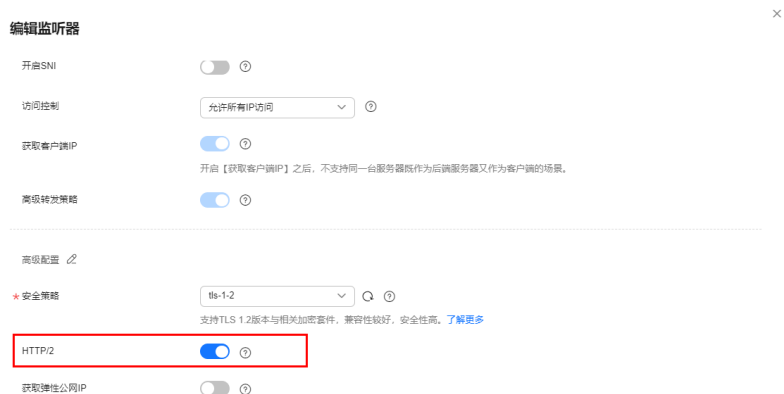 编辑监听器
开启SNI
访问控制 允许所有IP访问
获取客户端IP
开启【获取客户端IP】之后，不支持同一台服务器既作为后端服务器又作为客户端的场景。
高级转发策略
高级配置
* 安全策略 tls-1-2
支持TLS 1.2版本与相关加密套件，兼容性较好，安全性高。了解更多
HTTP/2
获取弹性公网IP